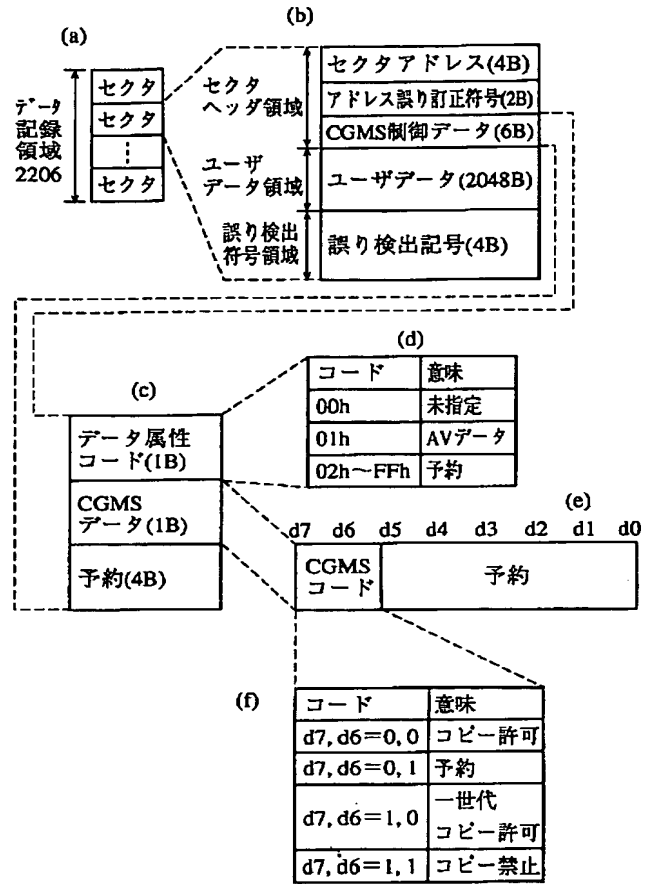 (a)
データ
記録
領域
2206
セクタ
セクタ
セクタ
(b)
セクタ
ヘッダ領域
ユーザ
データ領域
誤り検出
符号領域
セクタアドレス(4B)
アドレス誤り訂正符号(2B)
CGMS制御データ(6B)
ユーザデータ(2048B)
誤り検出記号(4B)
(c)
データ属性
コード(1B)
CGMS
データ(1B)
予約(4B)
(d)
コード 意味
00h 未指定
01h AVデータ
02h～FFh 予約
(e)
d7 d6 d5 d4 d3 d2 d1 d0
CGMS
コード
予約
(f)
コード 意味
d7, d6=0, 0 コピー許可
d7, d6=0, 1 予約
d7, d6=1, 0 一世代
コピー許可
d7, d6=1, 1 コピー禁止